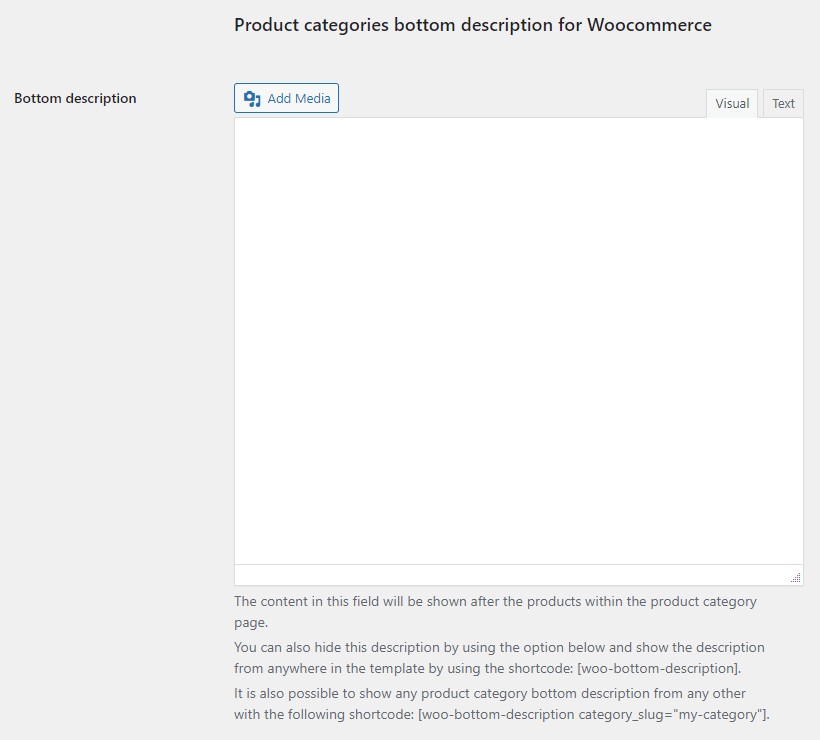 Product categories bottom description for Woocommerce
Bottom description
Add Media
Visual
Text
The content in this field will be shown after the products within the product category
page.
You can also hide this description by using the option below and show the description
from anywhere in the template by using the shortcode: [woo-bottom-description].
It is also possible to show any product category bottom description from any other
with the following shortcode: [woo-bottom-description category_slug="my-category"].